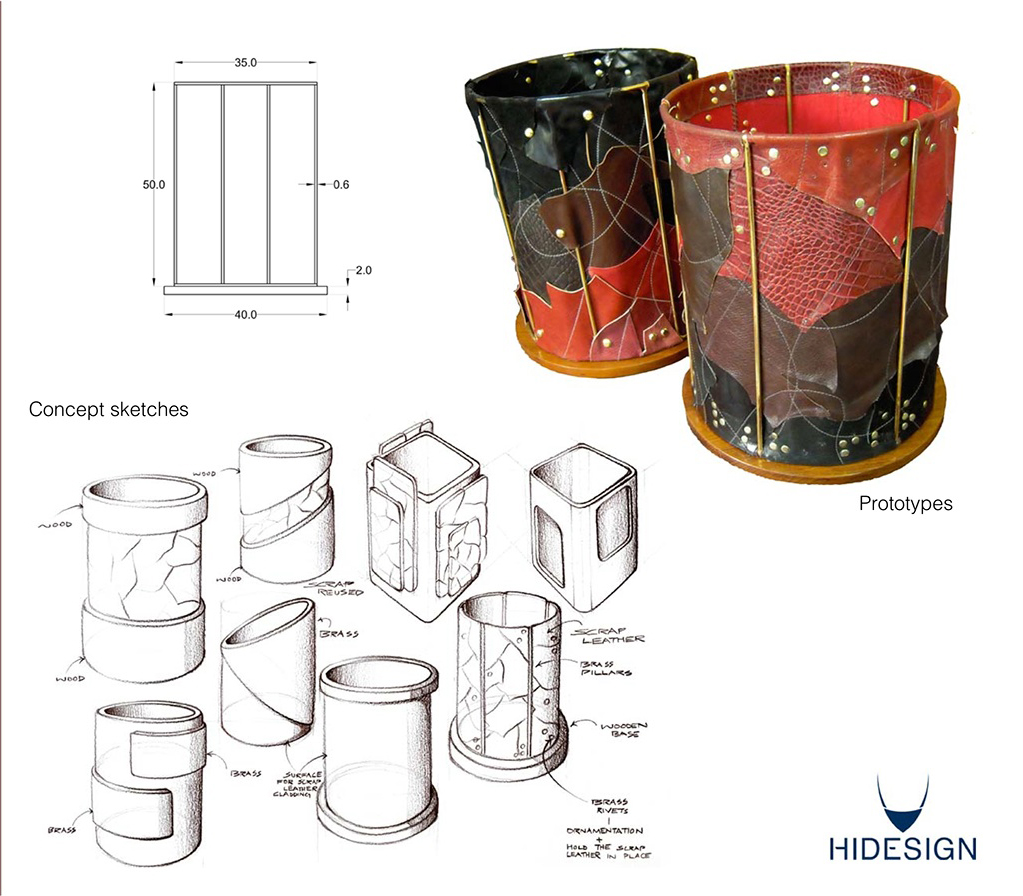 35.0
50.0
0.6
2.0
40.0
Concept sketches
Prototypes
WOOD
WOOD
WOOD
WOOD
SCRAP
REUSED
BRASS
SCRAP
LEATHER
BRASS
PILLARS
WOODEN
BASE
BRASS
SURFACE
FOR SCRAP
LEATHER
CLADDING
BRASS
BRASS
RIVETS
ORNAMENTATION
+
HOLD THE SCRAP
LEATHER IN PLACE
HIDESIGN